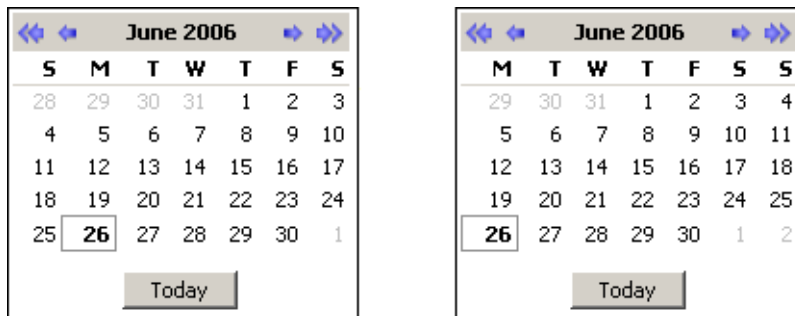 June 2006
S M T W T F S
28 29 30 31 1 2 3
4 5 6 7 8 9 10
11 12 13 14 15 16 17
18 19 20 21 22 23 24
25 26 27 28 29 30 1
Today
June 2006
M T W T F S S
29 30 31 1 2 3 4
5 6 7 8 9 10 11
12 13 14 15 16 17 18
19 20 21 22 23 24 25
26 27 28 29 30 1 2
Today